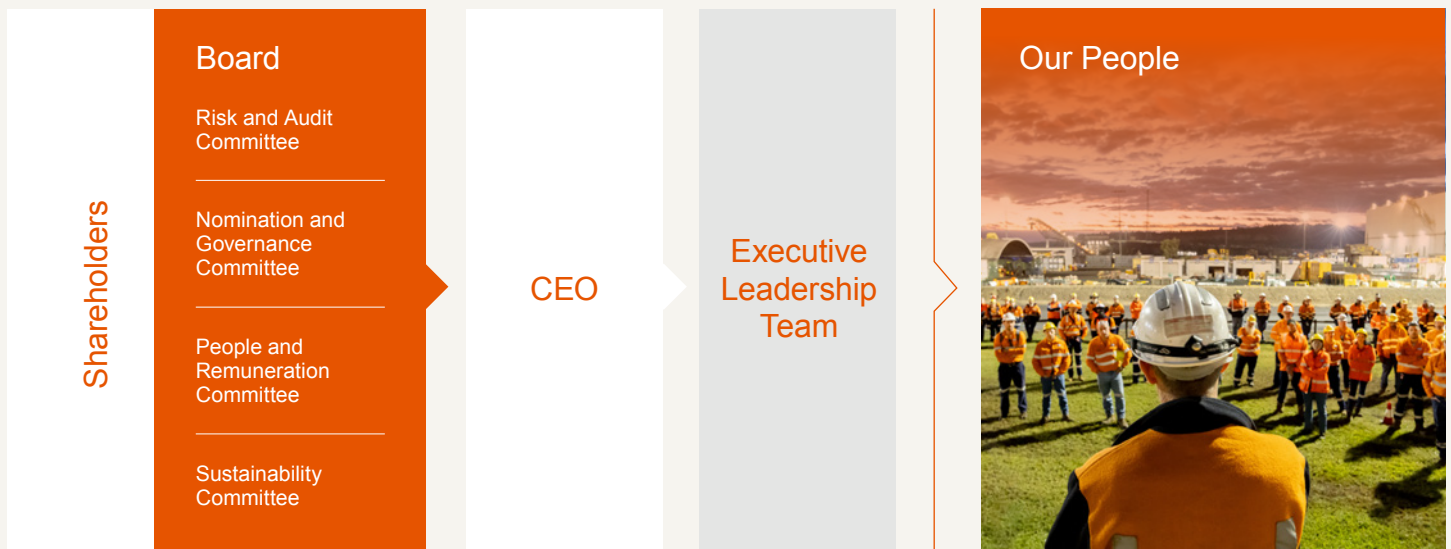 Shareholders
Board
Risk and Audit
Committee
Nomination and
Governance
Committee
People and
Remuneration
Committee
Sustainability
Committee
CEO
Executive
Leadership
Team
Our People